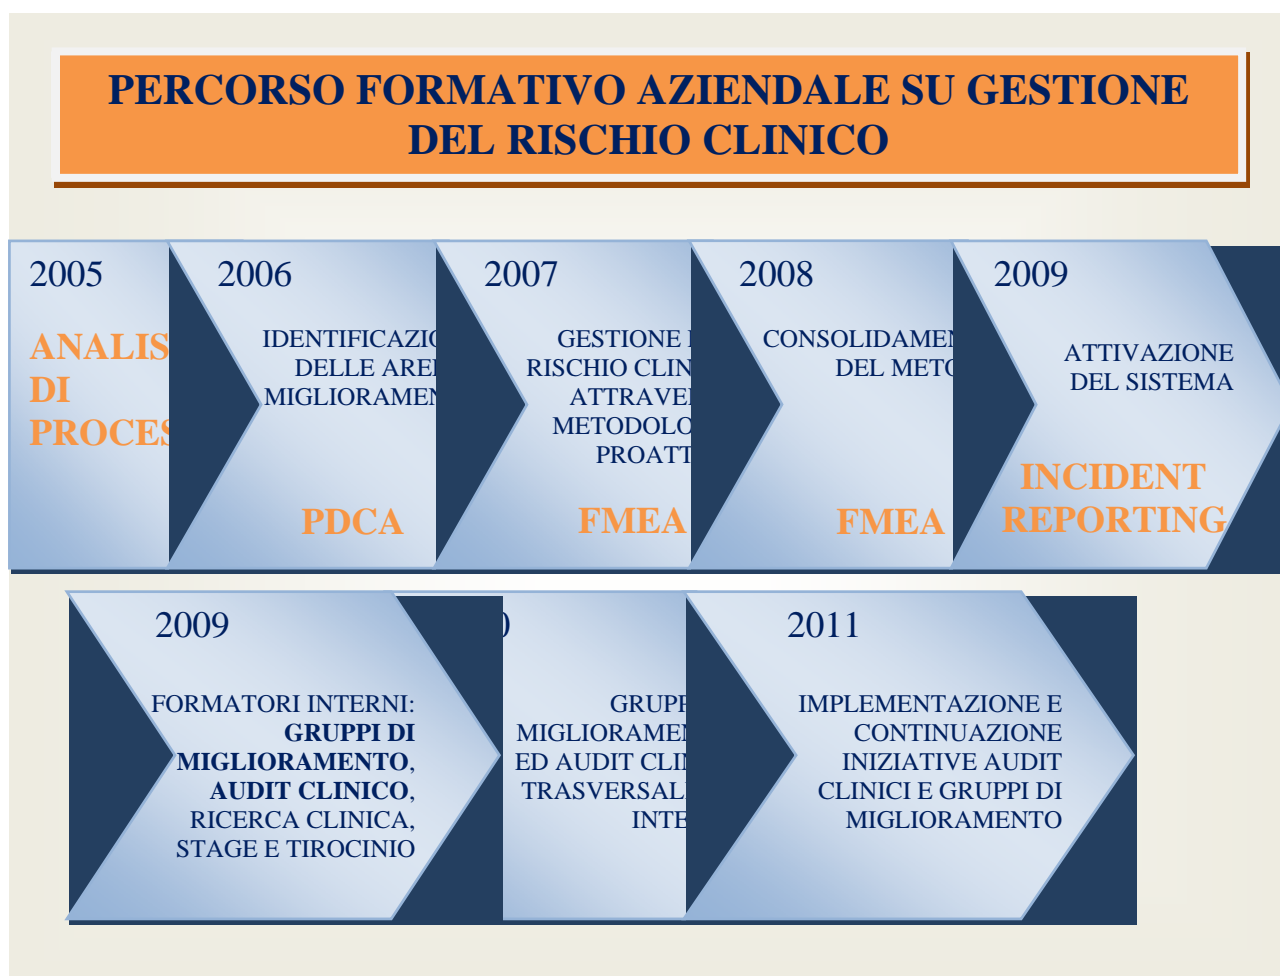 PERCORSO FORMATIVO AZIENDALE SU GESTIONE
DEL RISCHIO CLINICO
2005
ANALIS
DI
PROCES
2006
IDENTIFICAZIO
DELLE ARE
MIGLIORAMEN
PDCA
2007
GESTIONE
RISCHIO CLIN
ATTRAVE
METODOLO
PROATT
FMEA
2008
CONSOLIDAMEN
DEL METO
FMEA
2009
ATTIVAZIONE
DEL SISTEMA
INCIDENT
REPORTING
2009
FORMATORI INTERNI:
GRUPPI DI
MIGLIORAMENTO,
AUDIT CLINICO,
RICERCA CLINICA,
STAGE E TIROCINIO
0
GRUPP
MIGLIORAMEN
ED AUDIT CLIN
TRASVERSAL
INTE
2011
IMPLEMENTAZIONE E
CONTINUAZIONE
INIZIATIVE AUDIT
CLINICI E GRUPPI DI
MIGLIORAMENTO